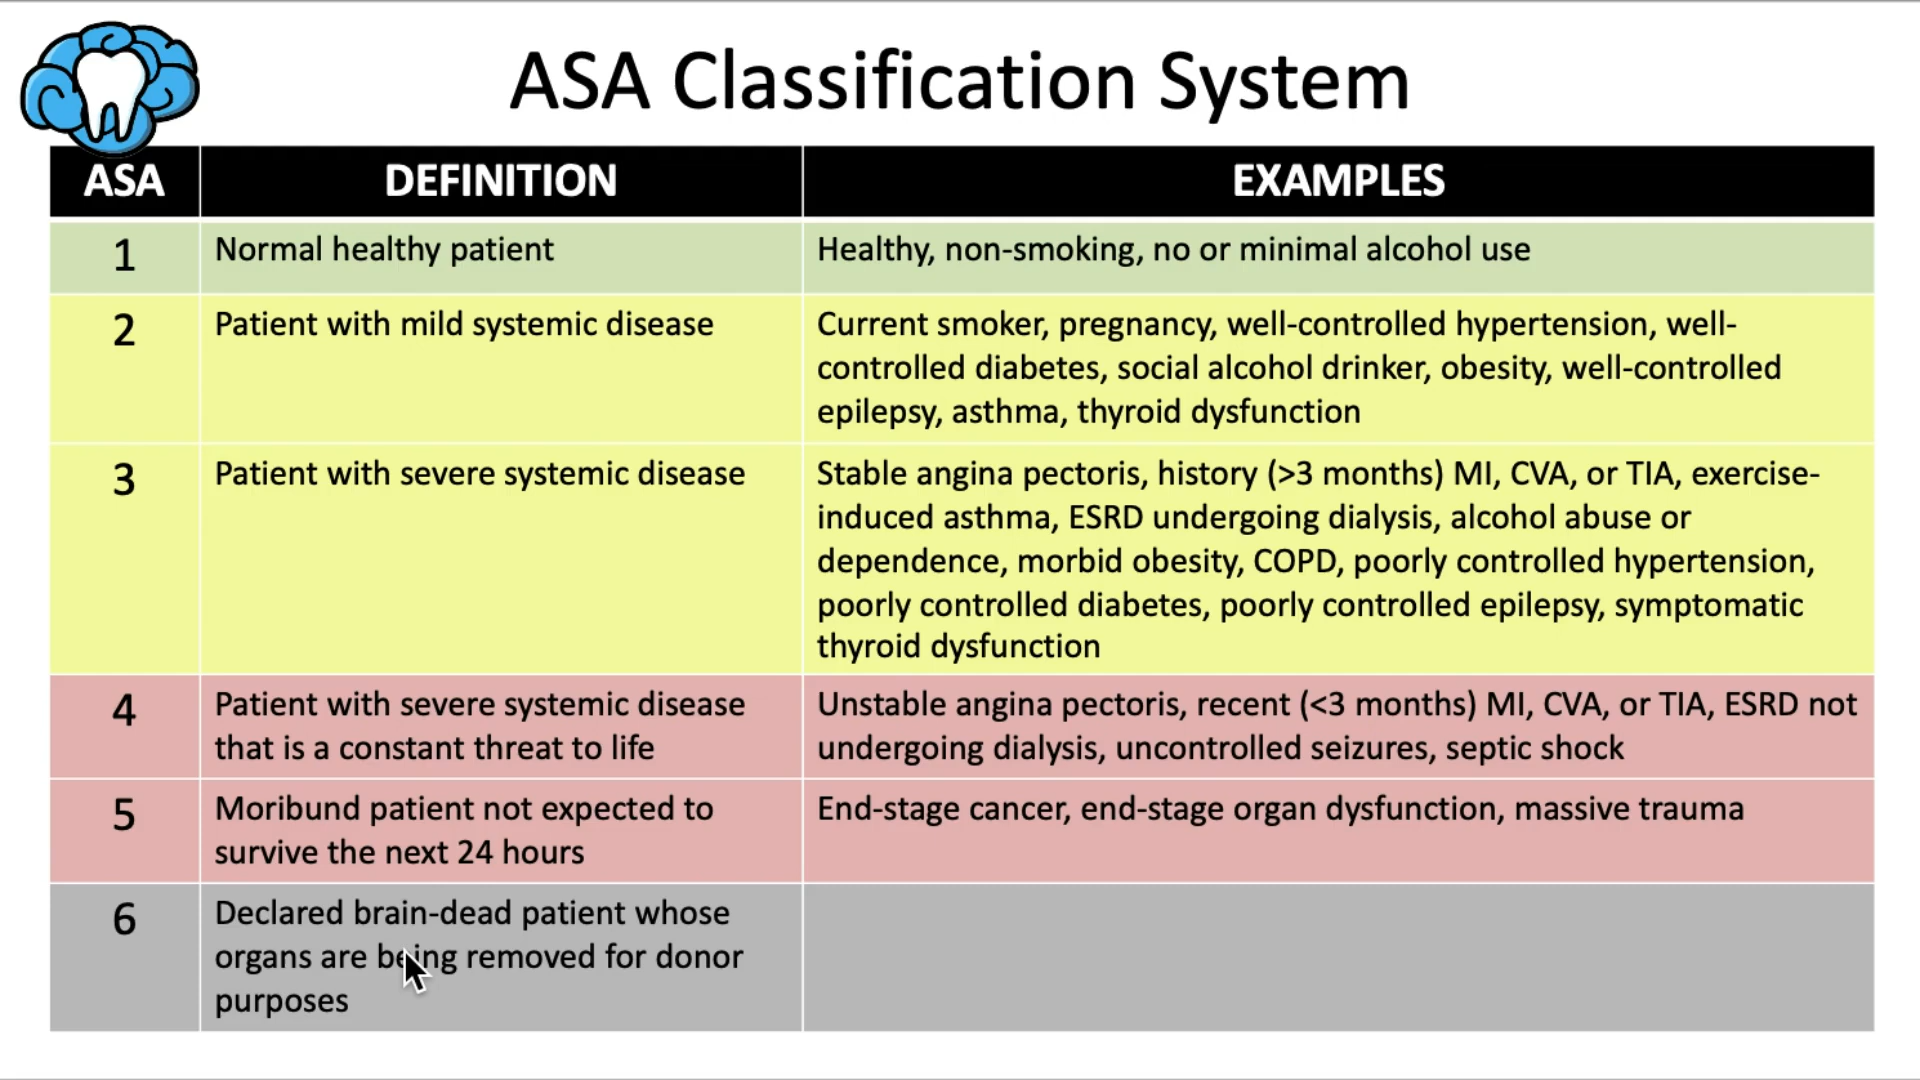 ASA Classification System
ASA DEFINITION EXAMPLES
1 Normal healthy patient Healthy, non-smoking, no or minimal alcohol use
2 Patient with mild systemic disease Current smoker, pregnancy, well-controlled hypertension, well-
controlled diabetes, social alcohol drinker, obesity, well-controlled
epilepsy, asthma, thyroid dysfunction
3 Patient with severe systemic disease Stable angina pectoris, history (>3 months) MI, CVA, or TIA, exercise-
induced asthma, ESRD undergoing dialysis, alcohol abuse or
dependence, morbid obesity, COPD, poorly controlled hypertension,
poorly controlled diabetes, poorly controlled epilepsy, symptomatic
thyroid dysfunction
4 Patient with severe systemic disease
that is a constant threat to life
Unstable angina pectoris, recent (<3 months) MI, CVA, or TIA, ESRD not
undergoing dialysis, uncontrolled seizures, septic shock
5 Moribund patient not expected to
survive the next 24 hours
End-stage cancer, end-stage organ dysfunction, massive trauma
6 Declared brain-dead patient whose
organs are being removed for donor
purposes